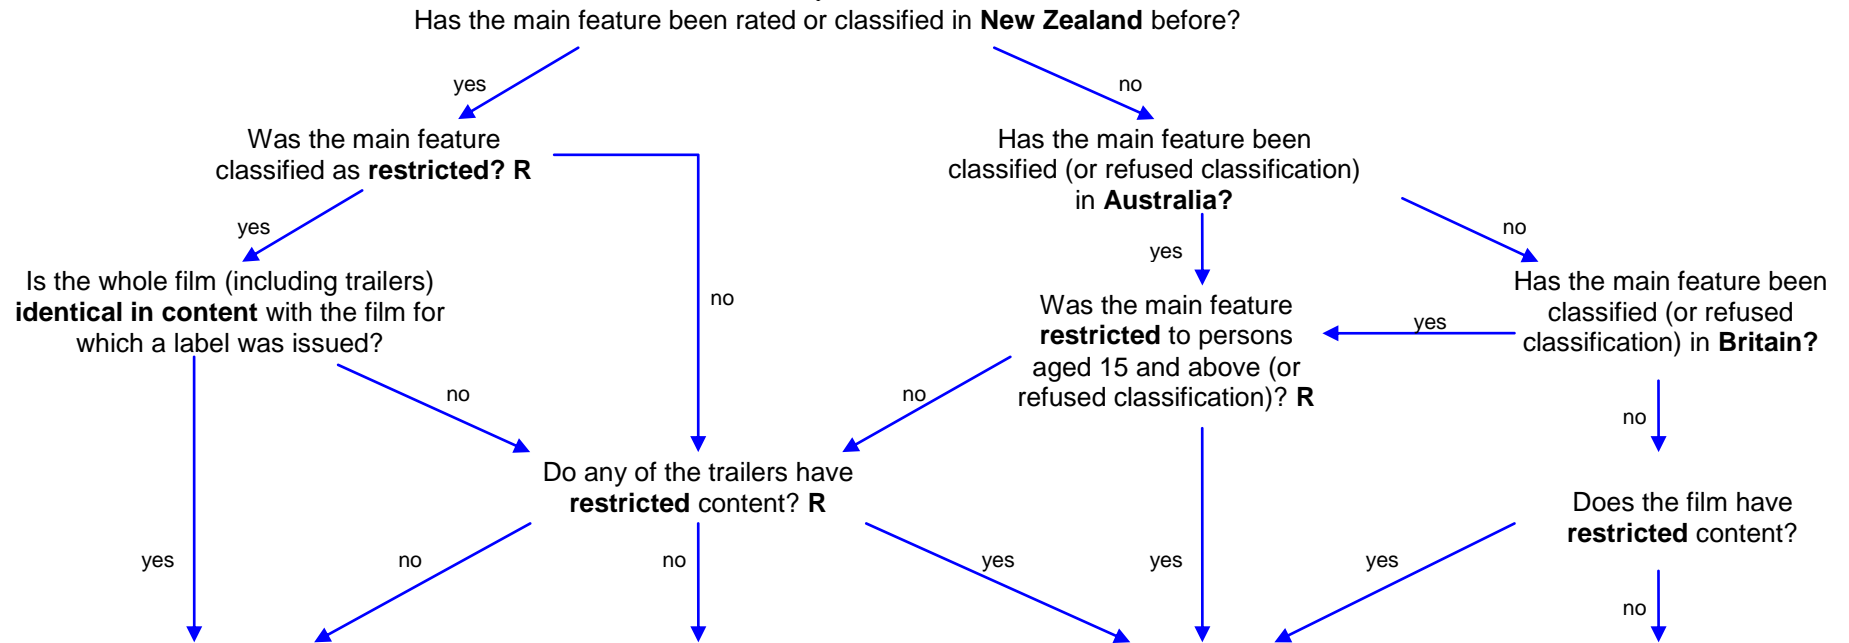 Has the main feature been rated or classified in New Zealand before?
yes
no
Was the main feature
classified as restricted? R
Has the main feature been
classified (or refused classification)
in Australia?
yes
no
yes
no
Is the whole film (including trailers)
identical in content with the film for
which a label was issued?
no
Was the main feature
restricted to persons
aged 15 and above (or
refused classification)? R
yes
Has the main feature been
classified (or refused
classification) in Britain?
no
no
no
Do any of the trailers have
restricted content? R
Does the film have
restricted content?
yes
no
no
yes
yes
yes
no